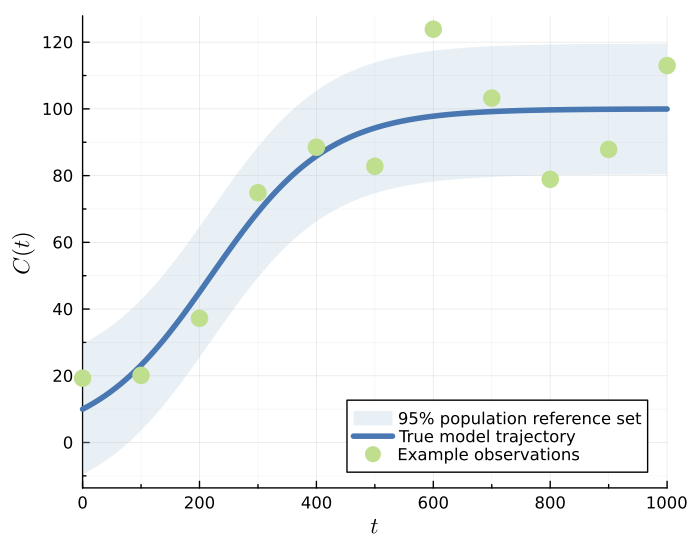 120
100
80
60
40
20
0
C(t)
95% population reference set
True model trajectory
Example observations
0 200 400 600 800 1000
t